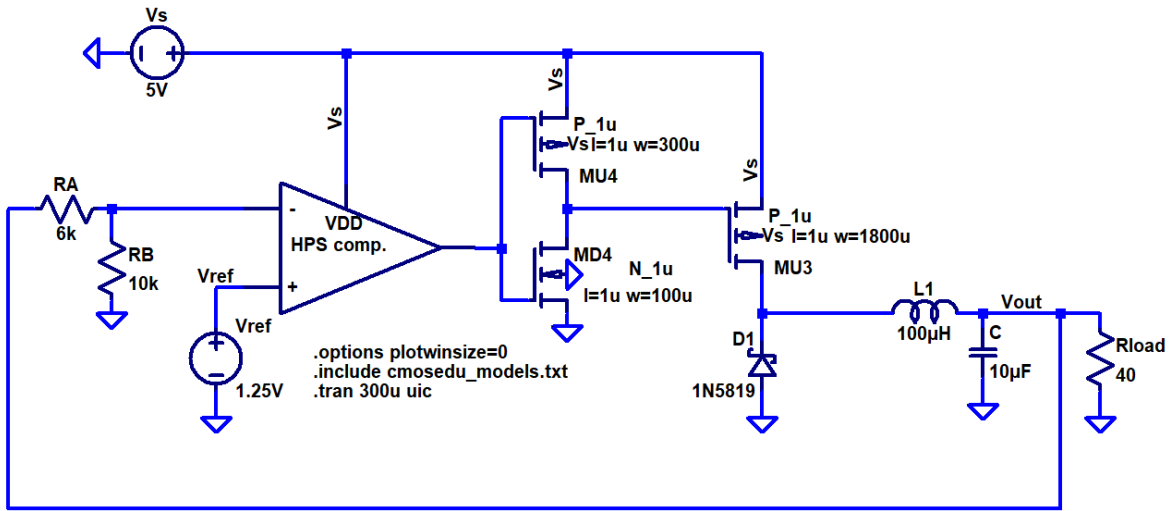 Vs
5V
Vs
Vs
Vs
P_1u
Vs l=1u w=300u
MU4
RA
6k
RB
10k
-
VDD
HPS comp.
+
Vref
Vref
1.25V
MD4
N_1u
l=1u w=100u
P_1u
Vs l=1u w=1800u
MU3
D1
1N5819
L1
100µH
Vout
C
10µF
Rload
40
.options plotwinsize=0
.include cmosedu_models.txt
.tran 300u uic